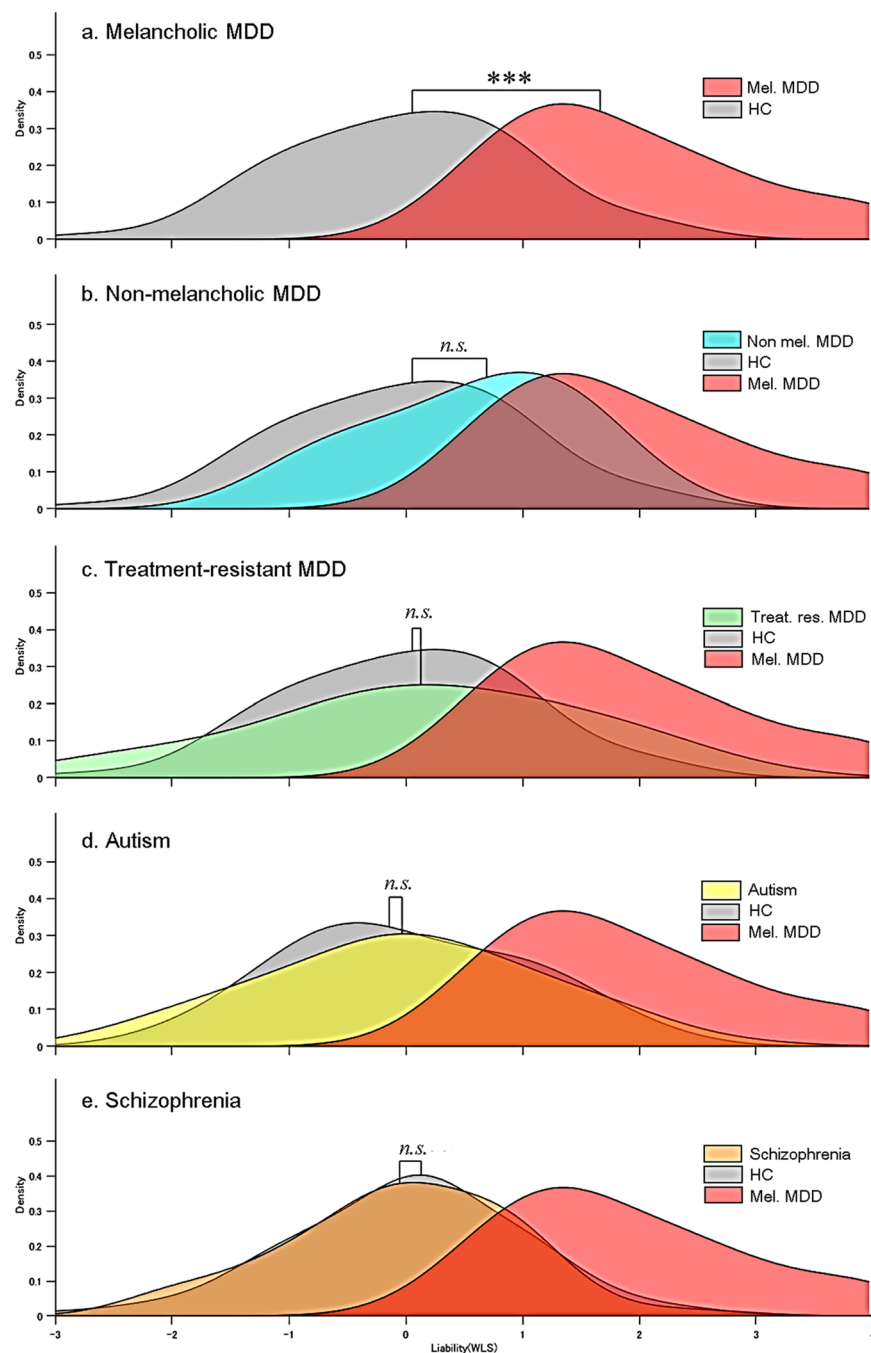 a. Melancholic MDD
0.5
0.4
0.3
0.2
0.1
0
Density
***
Mel. MDD
HC
b. Non-melancholic MDD
0.5
0.4
0.3
0.2
0.1
0
Density
n.s.
Non mel. MDD
HC
Mel. MDD
c. Treatment-resistant MDD
0.5
0.4
0.3
0.2
0.1
0
Density
n.s.
Treat. res. MDD
HC
Mel. MDD
d. Autism
0.5
0.4
0.3
0.2
0.1
0
Density
n.s.
Autism
HC
Mel. MDD
e. Schizophrenia
0.5
0.4
0.3
0.2
0.1
0
Density
n.s.
Schizophrenia
HC
Mel. MDD
-3 -2 -1 0 1 2 3
Liability(WLS)